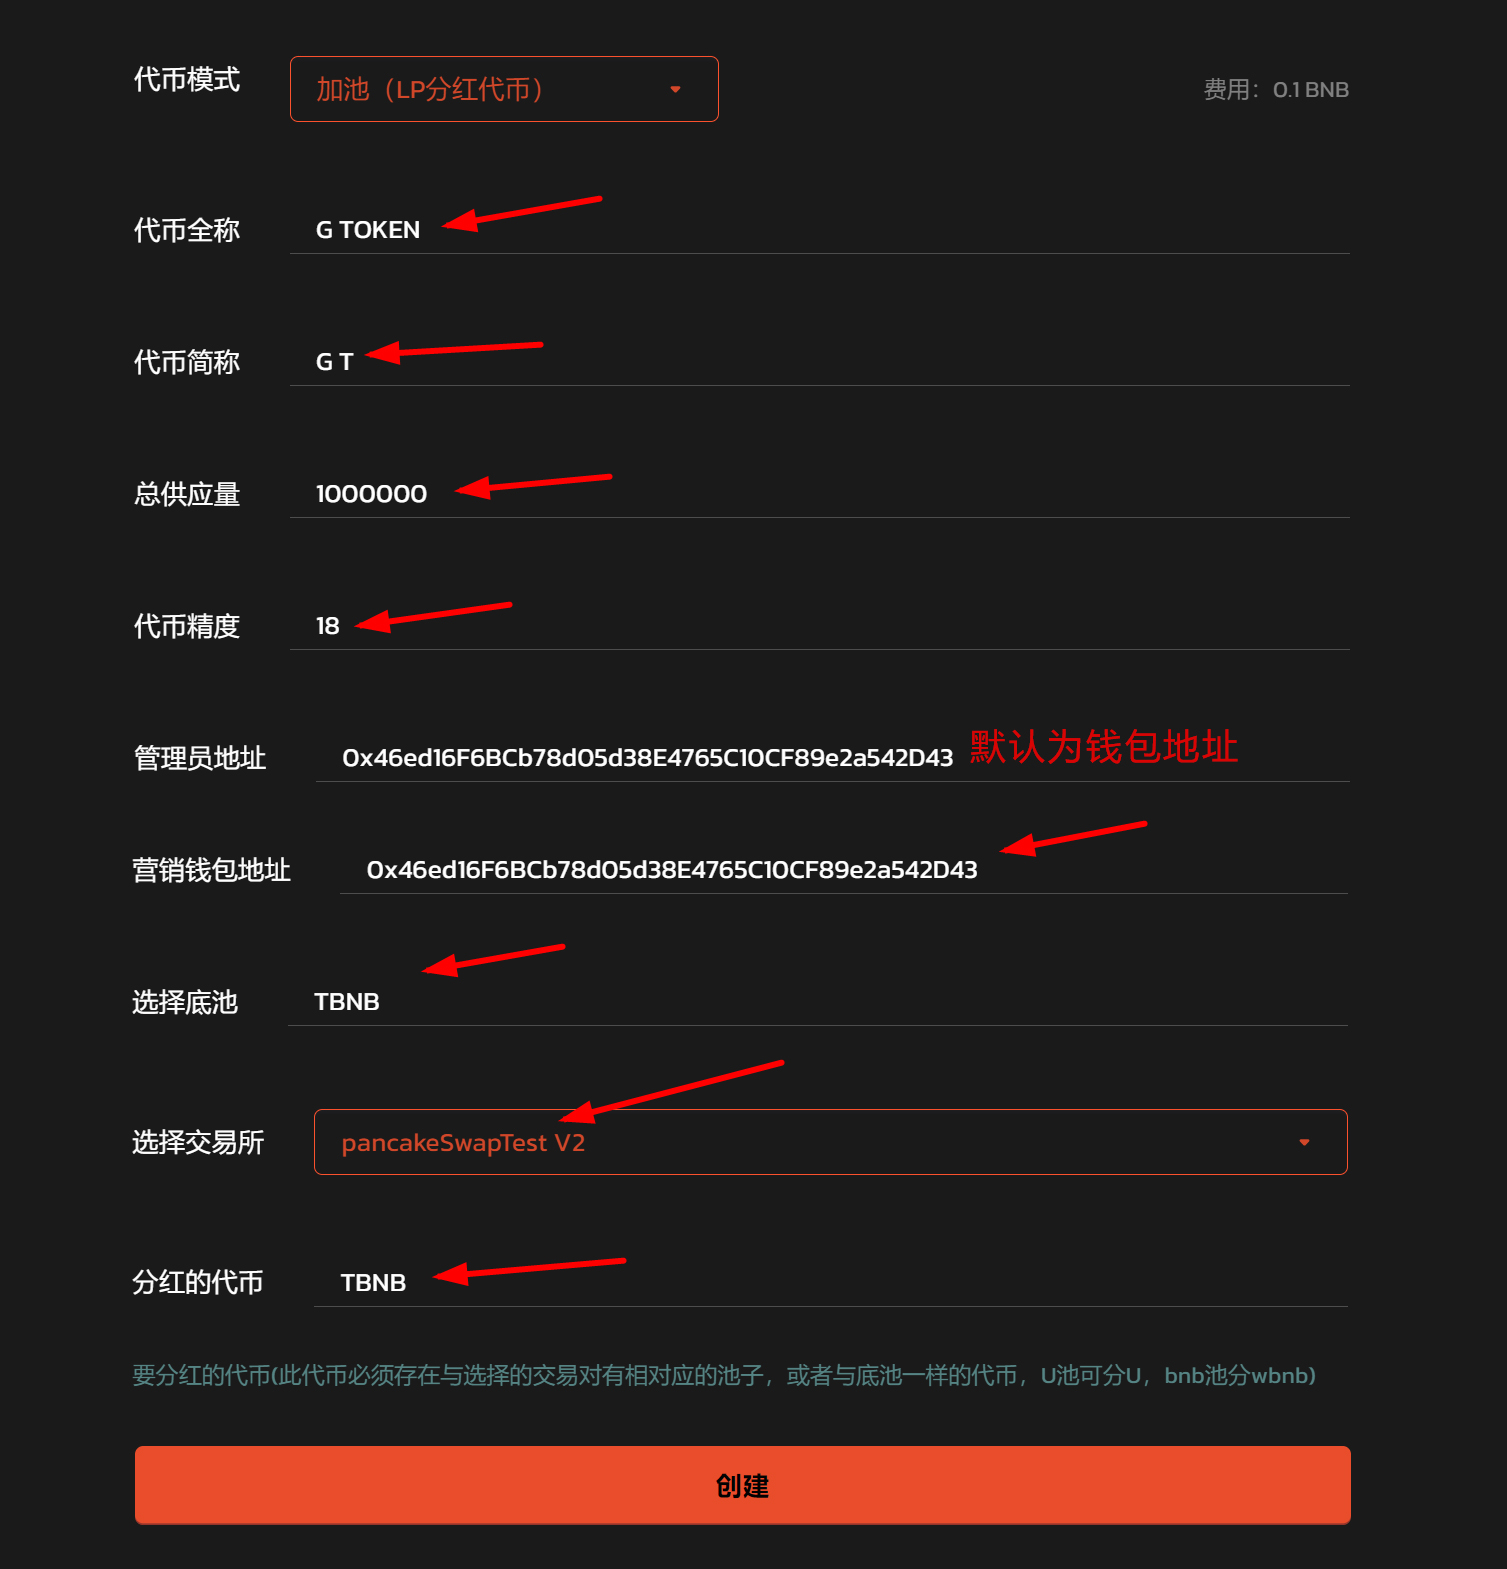 代币模式 加池（LP分红代币） 费用：0.1 BNB
代币全称 G TOKEN
代币简称 G T
总供应量 1000000
代币精度 18
管理员地址 0x46ed16F6BCb78d05d38E4765C10CF89e2a542D43 默认为钱包地址
营销钱包地址 0x46ed16F6BCb78d05d38E4765C10CF89e2a542D43
选择底池 TBNB
选择交易所 pancakeSwapTest V2
分红的代币 TBNB
要分红的代币(此代币必须存在与选择的交易对有相对应的池子，或者与底池一样的代币，U池可分U，bnb池分wbnb)
创建